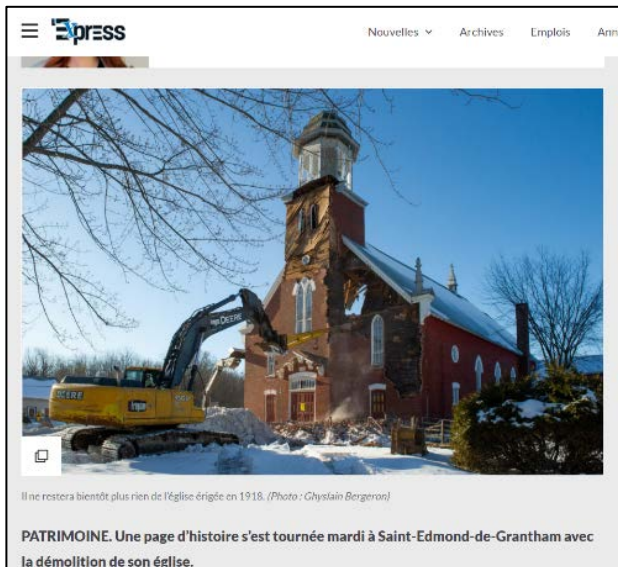 l'Express
Nouvelles
Archives
Emplois
Ann
DEERE
DEERE
Il ne restera bientôt plus rien de l'église érigée en 1918. (Photo : Ghyslain Bergeron)
PATRIMOINE. Une page d'histoire s'est tournée mardi à Saint-Edmond-de-Grantham avec
la démolition de son église.